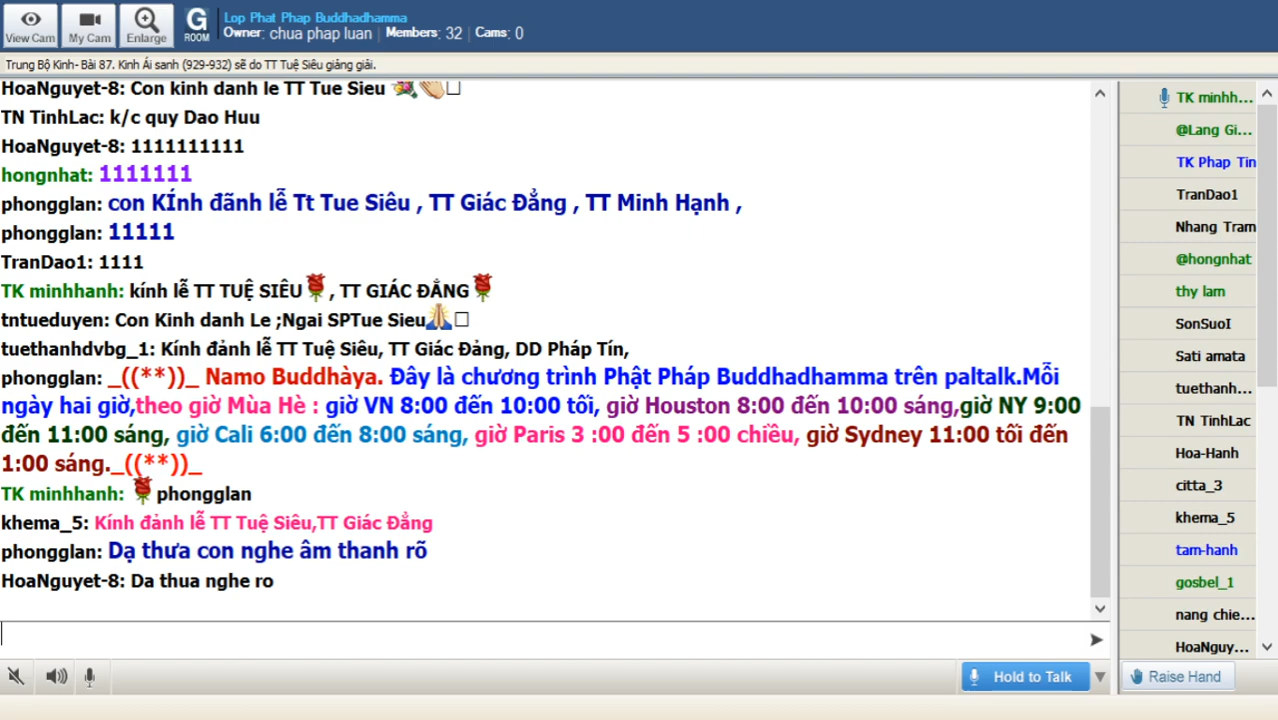 View Cam
My Cam
Enlarge
G
ROOM
Lop Phat Phap Buddhadhamma
Owner: chua phap luan | Members: 32 | Cams: 0
Trung Bộ Kinh- Bài 87. Kinh Ái sanh (929-932) sẽ do TT Tuệ Siêu giảng giải.
HoaNguyet-8: Con kinh danh le TT Tue Sieu 💐👏□
TN TinhLac: k/c quy Dao Huu
HoaNguyet-8: 1111111111
hongnhat: 1111111
phongglan: con KÍnh đãnh lễ Tt Tue Siêu , TT Giác Đẳng , TT Minh Hạnh ,
phongglan: 11111
TranDao1: 1111
TK minhhanh: kính lễ TT TUỆ SIÊU🌹, TT GIÁC ĐẲNG🌹
tntueduyen: Con Kinh danh Le ;Ngai SPTue Sieu🙏□
tuethanhdvbg_1: Kính đảnh lễ TT Tuệ Siêu, TT Giác Đảng, DD Pháp Tín,
phongglan: _((**))_ Namo Buddhàya. Đây là chương trình Phật Pháp Buddhadhamma trên paltalk.Mỗi
ngày hai giờ,theo giờ Mùa Hè : giờ VN 8:00 đến 10:00 tối, giờ Houston 8:00 đến 10:00 sáng,giờ NY 9:00
đến 11:00 sáng, giờ Cali 6:00 đến 8:00 sáng, giờ Paris 3 :00 đến 5 :00 chiều, giờ Sydney 11:00 tối đến
1:00 sáng._((**))_
TK minhhanh: 🌹phongglan
khema_5: Kính đảnh lễ TT Tuệ Siêu,TT Giác Đẳng
phongglan: Dạ thưa con nghe âm thanh rõ
HoaNguyet-8: Da thua nghe ro
TK minhh...
@Lang Gi...
TK Phap Tin
TranDao1
Nhang Tram
@hongnhat
thy lam
SonSuoI
Sati amata
tuethanh...
TN TinhLac
Hoa-Hanh
citta_3
khema_5
tam-hanh
gosbel_1
nang chie...
HoaNguy...
Hold to Talk
Raise Hand